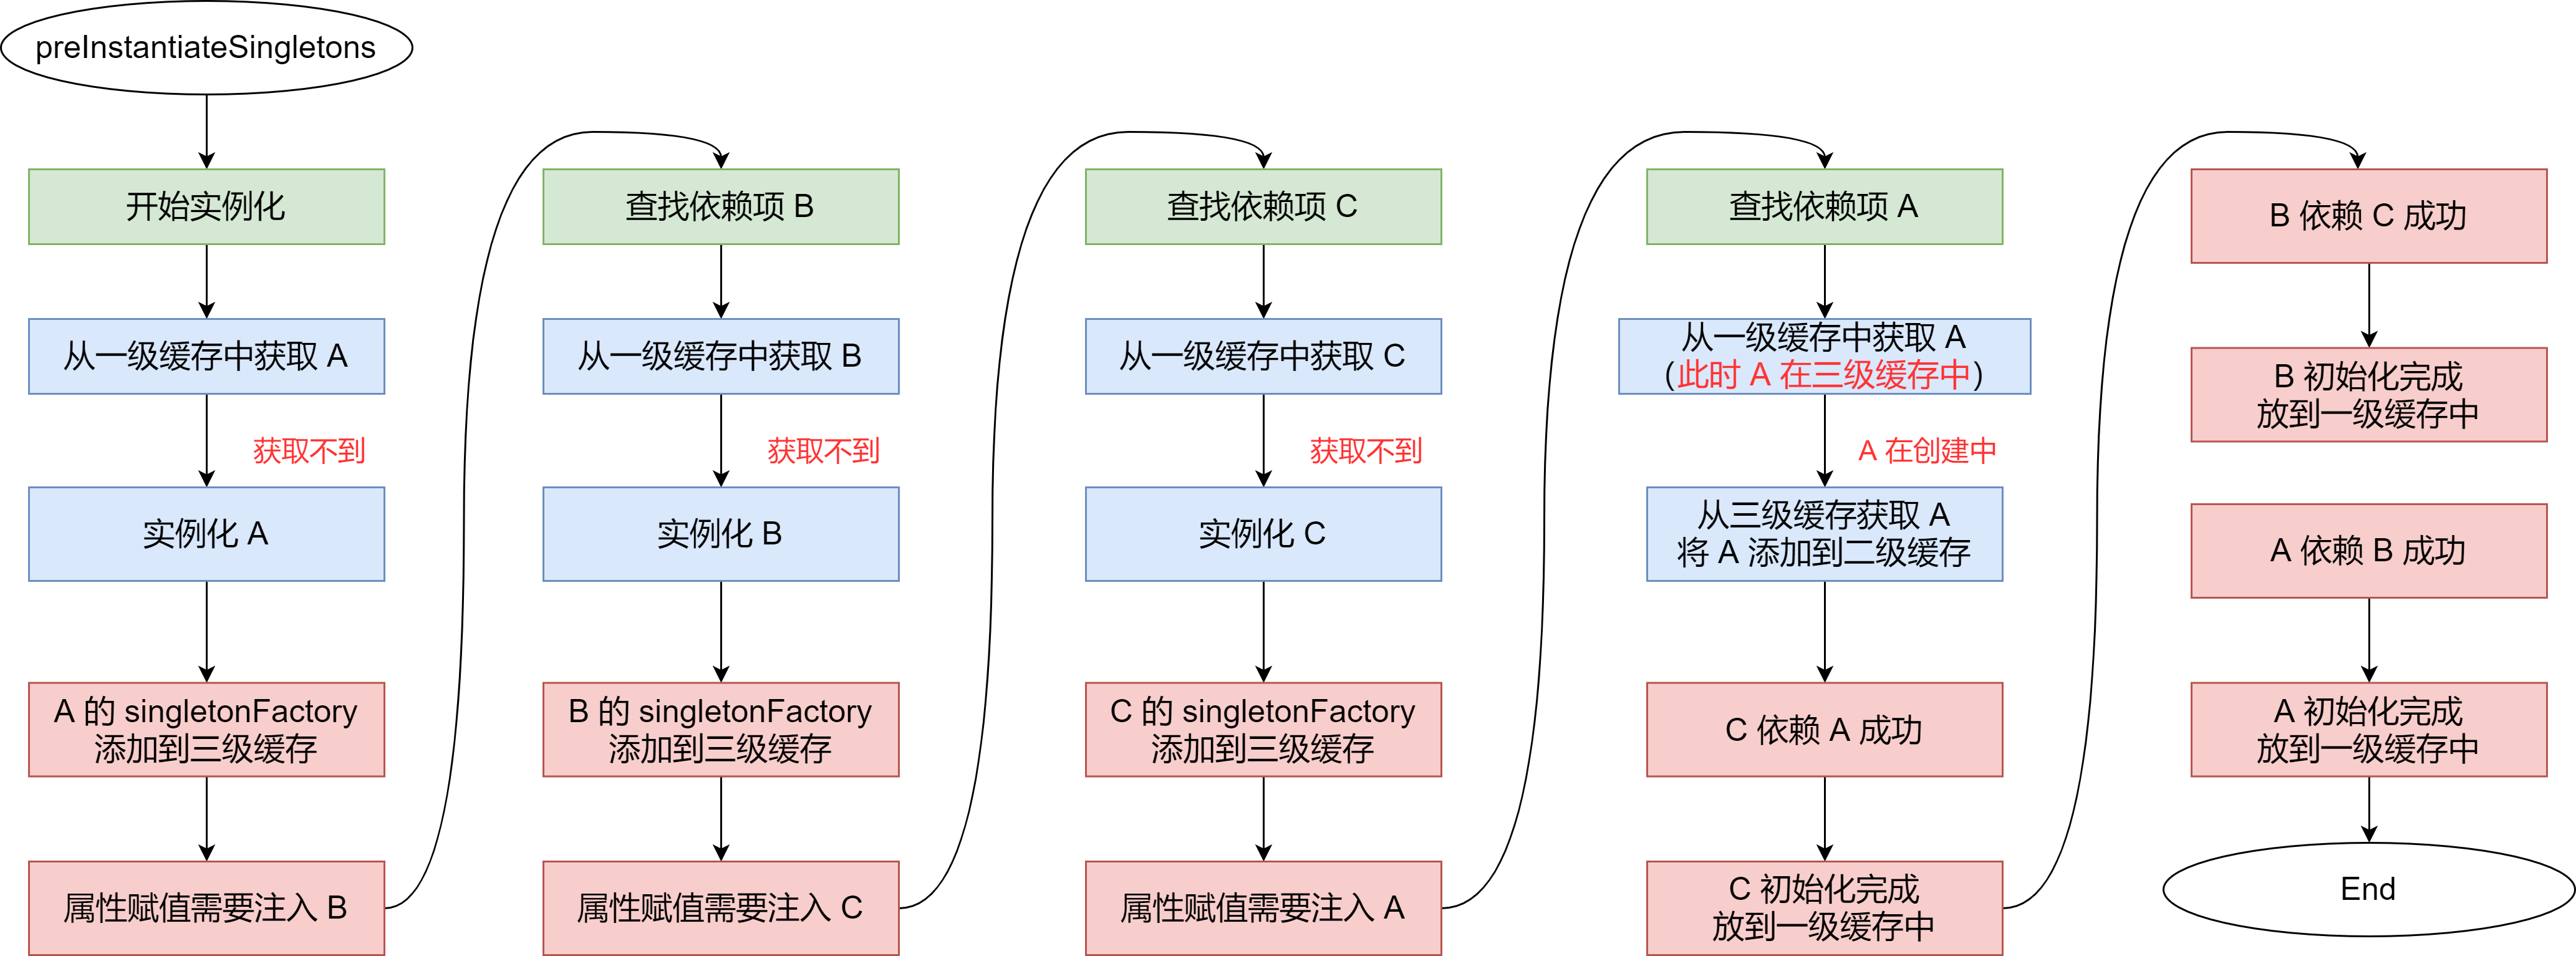 preInstantiateSingletons
开始实例化
从一级缓存中获取 A
获取不到
实例化 A
A 的 singletonFactory
添加到三级缓存
属性赋值需要注入 B
查找依赖项 B
从一级缓存中获取 B
获取不到
实例化 B
B 的 singletonFactory
添加到三级缓存
属性赋值需要注入 C
查找依赖项 C
从一级缓存中获取 C
获取不到
实例化 C
C 的 singletonFactory
添加到三级缓存
属性赋值需要注入 A
查找依赖项 A
从一级缓存中获取 A
(此时 A 在三级缓存中)
A 在创建中
从三级缓存获取 A
将 A 添加到二级缓存
C 依赖 A 成功
C 初始化完成
放到一级缓存中
B 依赖 C 成功
B 初始化完成
放到一级缓存中
A 依赖 B 成功
A 初始化完成
放到一级缓存中
End